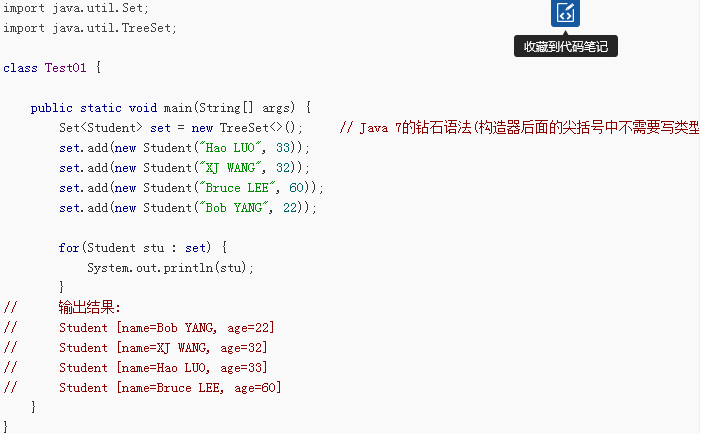 import java.util.Set;
import java.util.TreeSet;
收藏到代码笔记
class Test01 {
public static void main(String[] args) {
Set<Student> set = new TreeSet<>();     // Java 7的钻石语法(构造器后面的尖括号中不需要写类型
set.add(new Student("Hao LUO", 33));
set.add(new Student("XJ WANG", 32));
set.add(new Student("Bruce LEE", 60));
set.add(new Student("Bob YANG", 22));
for(Student stu : set) {
System.out.println(stu);
}
//      输出结果:
//      Student [name=Bob YANG, age=22]
//      Student [name=XJ WANG, age=32]
//      Student [name=Hao LUO, age=33]
//      Student [name=Bruce LEE, age=60]
}
}